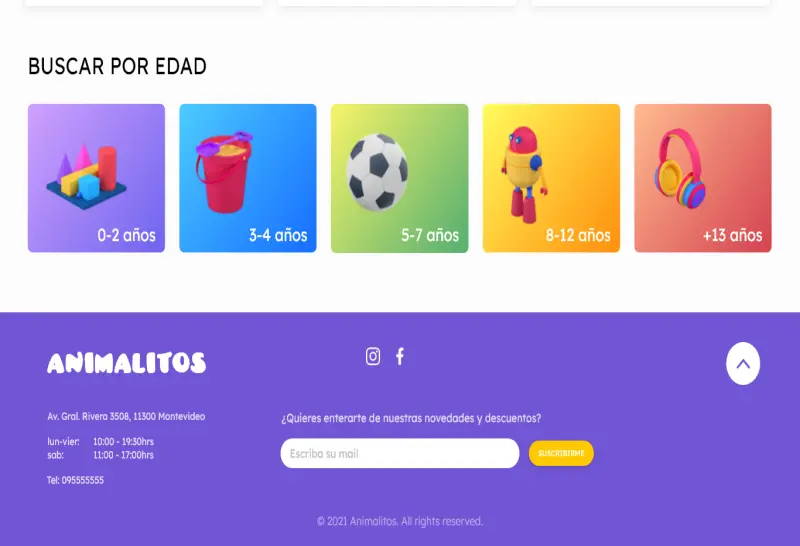 BUSCAR POR EDAD
0-2 años
3-4 años
5-7 años
8-12 años
+13 años
ANIMALITOS
Av. Gral. Rivera 3508, 11300 Montevideo
lun-vier: 10:00 - 19:30hrs
sab: 11:00 - 17:00hrs
Tel: 095555555
¿Quieres enterarte de nuestras novedades y descuentos?
Escriba su mail
SUSCRIBIRME
© 2021 Animalitos. All rights reserved.